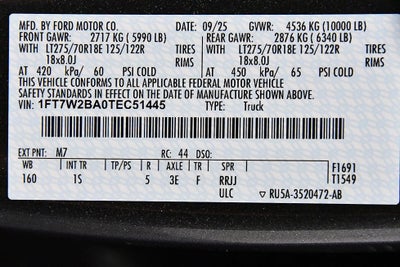 MFD. BY FORD MOTOR CO. 09/25 GVWR: 4536 KG (10000 LB)
FRONT GAWR: 2717 KG ( 5990 LB) REAR GAWR: 2876 KG ( 6340 LB)
WITH LT275/70R18E 125/122R TIRES WITH LT275/70R18E 125/122R TIRES
18x8.0J RIMS 18x8.0J RIMS
AT 420 kPa/ 60 PSI COLD AT 450 kPa/ 65 PSI COLD
THIS VEHICLE CONFORMS TO ALL APPLICABLE FEDERAL MOTOR VEHICLE
SAFETY STANDARDS IN EFFECT ON THE DATE OF MANUFACTURE SHOWN ABOVE.
VIN: 1FT7W2BA0TEC51445 TYPE: Truck
EXT PNT: M7 RC: 44 DSO:
WB INT TR TP/PS R AXLE TR SPR F1691
160 1S 5 3E F RRJJ T1549
ULC RU5A-3520472-AB